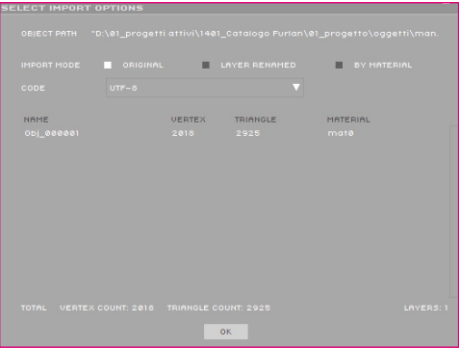 SELECT IMPORT OPTIONS
OBJECT PATH "D:\01_progetti attivi\1401_Catalogo Furlan\01_progetto\oggetti\man.
IMPORT MODE ORIGINAL LAYER RENAMED BY MATERIAL
CODE UTF-8
NAME VERTEX TRIANGLE MATERIAL
Obj_000001 2018 2925 mat0
TOTAL VERTEX COUNT: 2018 TRIANGLE COUNT: 2925 LAYERS: 1
OK